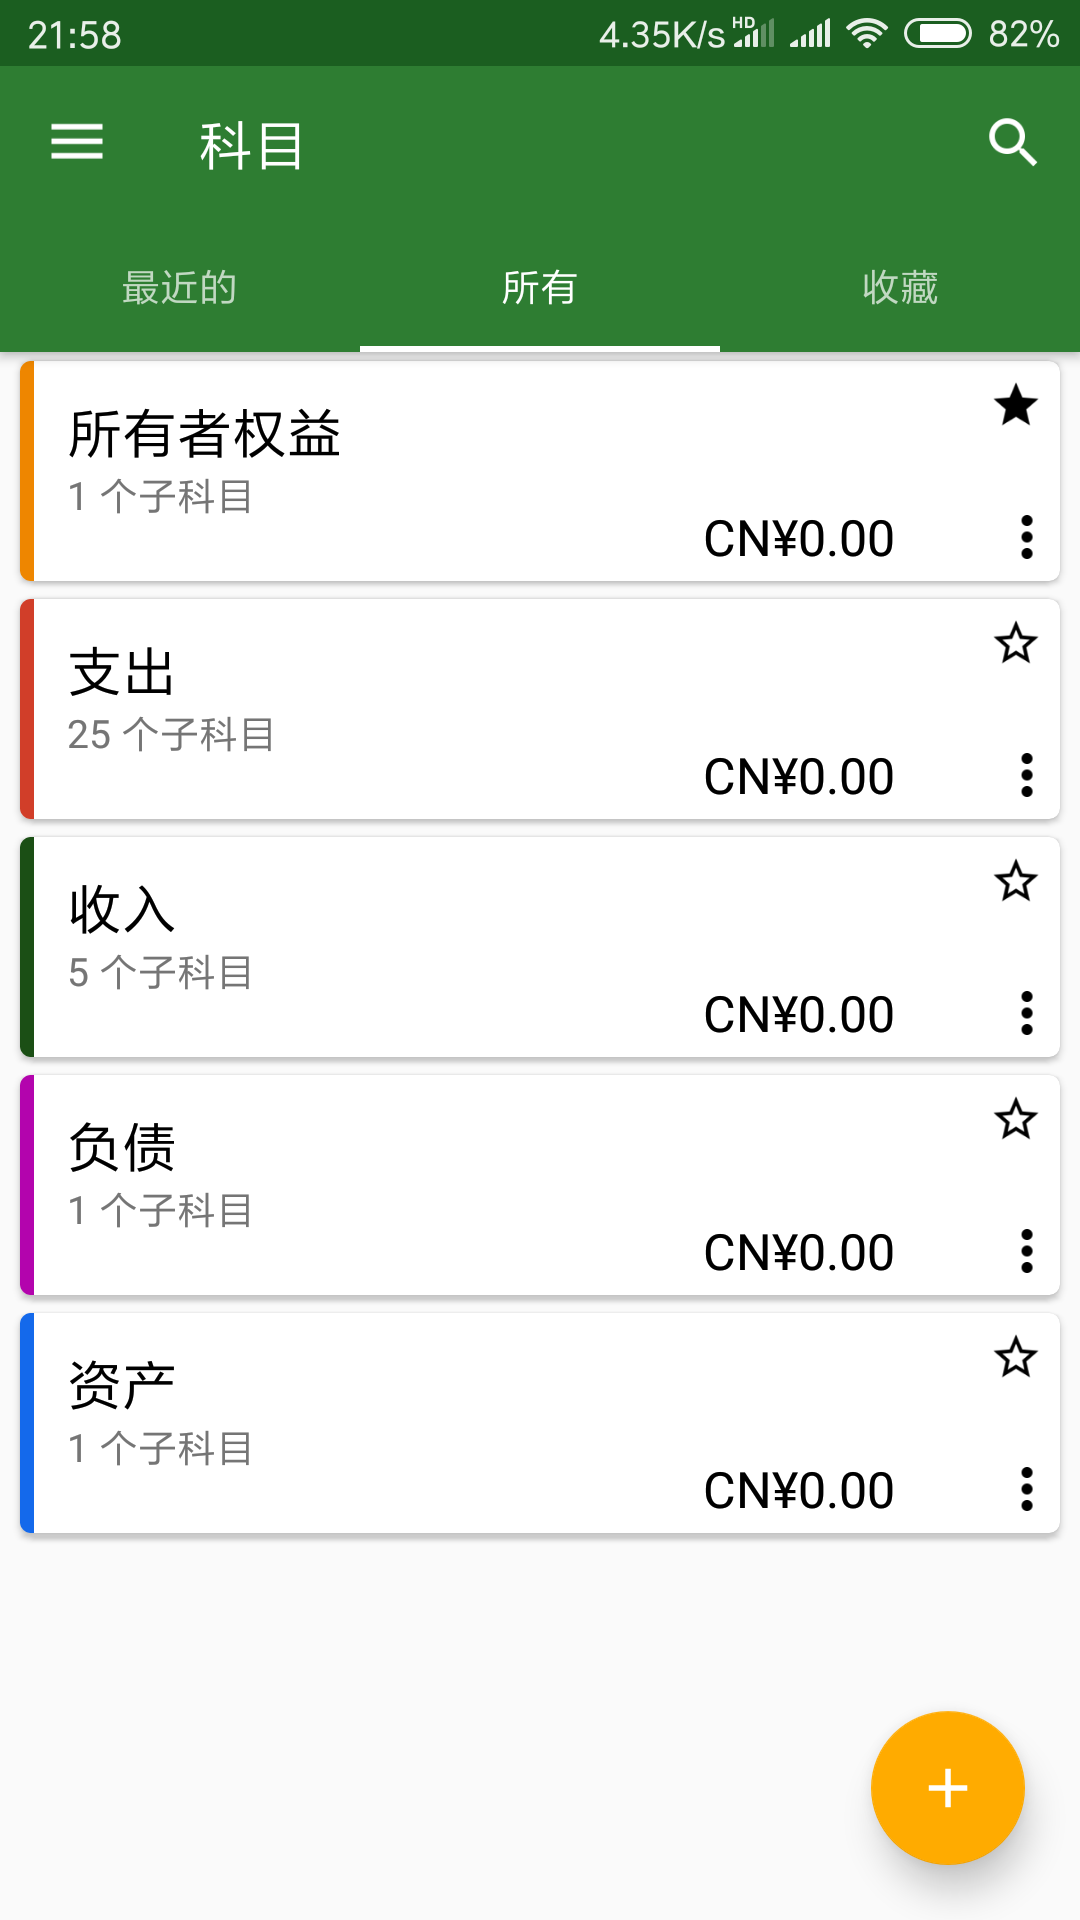 21:58 4.35K/s HD 82%
科目
最近的 所有 收藏
所有者权益
1 个子科目
CN¥0.00
支出
25 个子科目
CN¥0.00
收入
5 个子科目
CN¥0.00
负债
1 个子科目
CN¥0.00
资产
1 个子科目
CN¥0.00